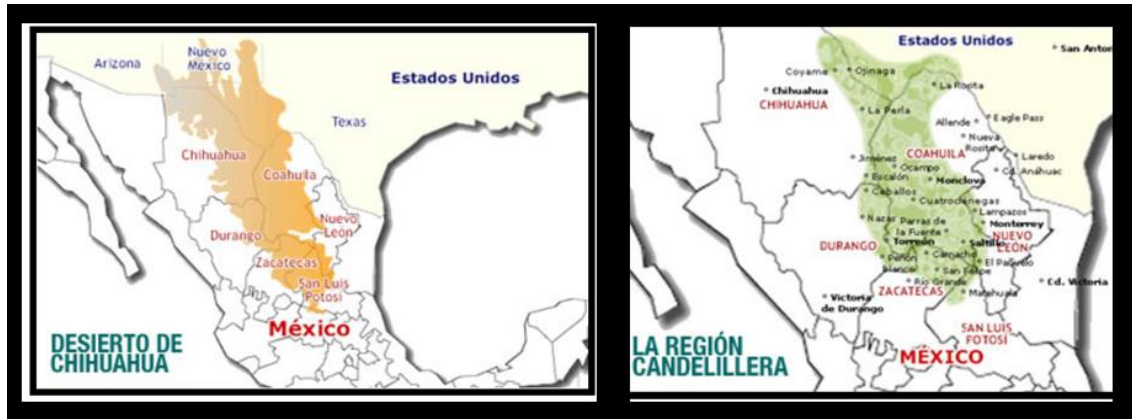 Arizona
Nuevo
México
Estados Unidos
Texas
Chihuahua
Coahuila
Nuevo
León
Durango
Zacatecas
San Luis
Potosí
México
DESIERTO DE
CHIHUAHUA
Estados Unidos
San Anton
Coyame
Ojinaga
Chihuahua
CHIHUAHUA
La Rosita
La Perla
Allende
Eagle Pass
Nueva
Rosita
COAHUILA
Jiménez
Laredo
Ocampo
Cd. Anáhuac
Escalón
Monclova
Ceballos
Cuatrociénegas
Lampazos
Nazas
Parras de
la Fuente
Monterrey
NUEVO
LEÓN
DURANGO
Torreón
Saltillo
Peñón
Blanco
Camacho
San Felipe
Río Grande
ZACATECAS
Matehuala
Cd. Victoria
Victoria
de Durango
SAN LUIS
POTOSÍ
MÉXICO
LA REGIÓN
CANDELILLERA